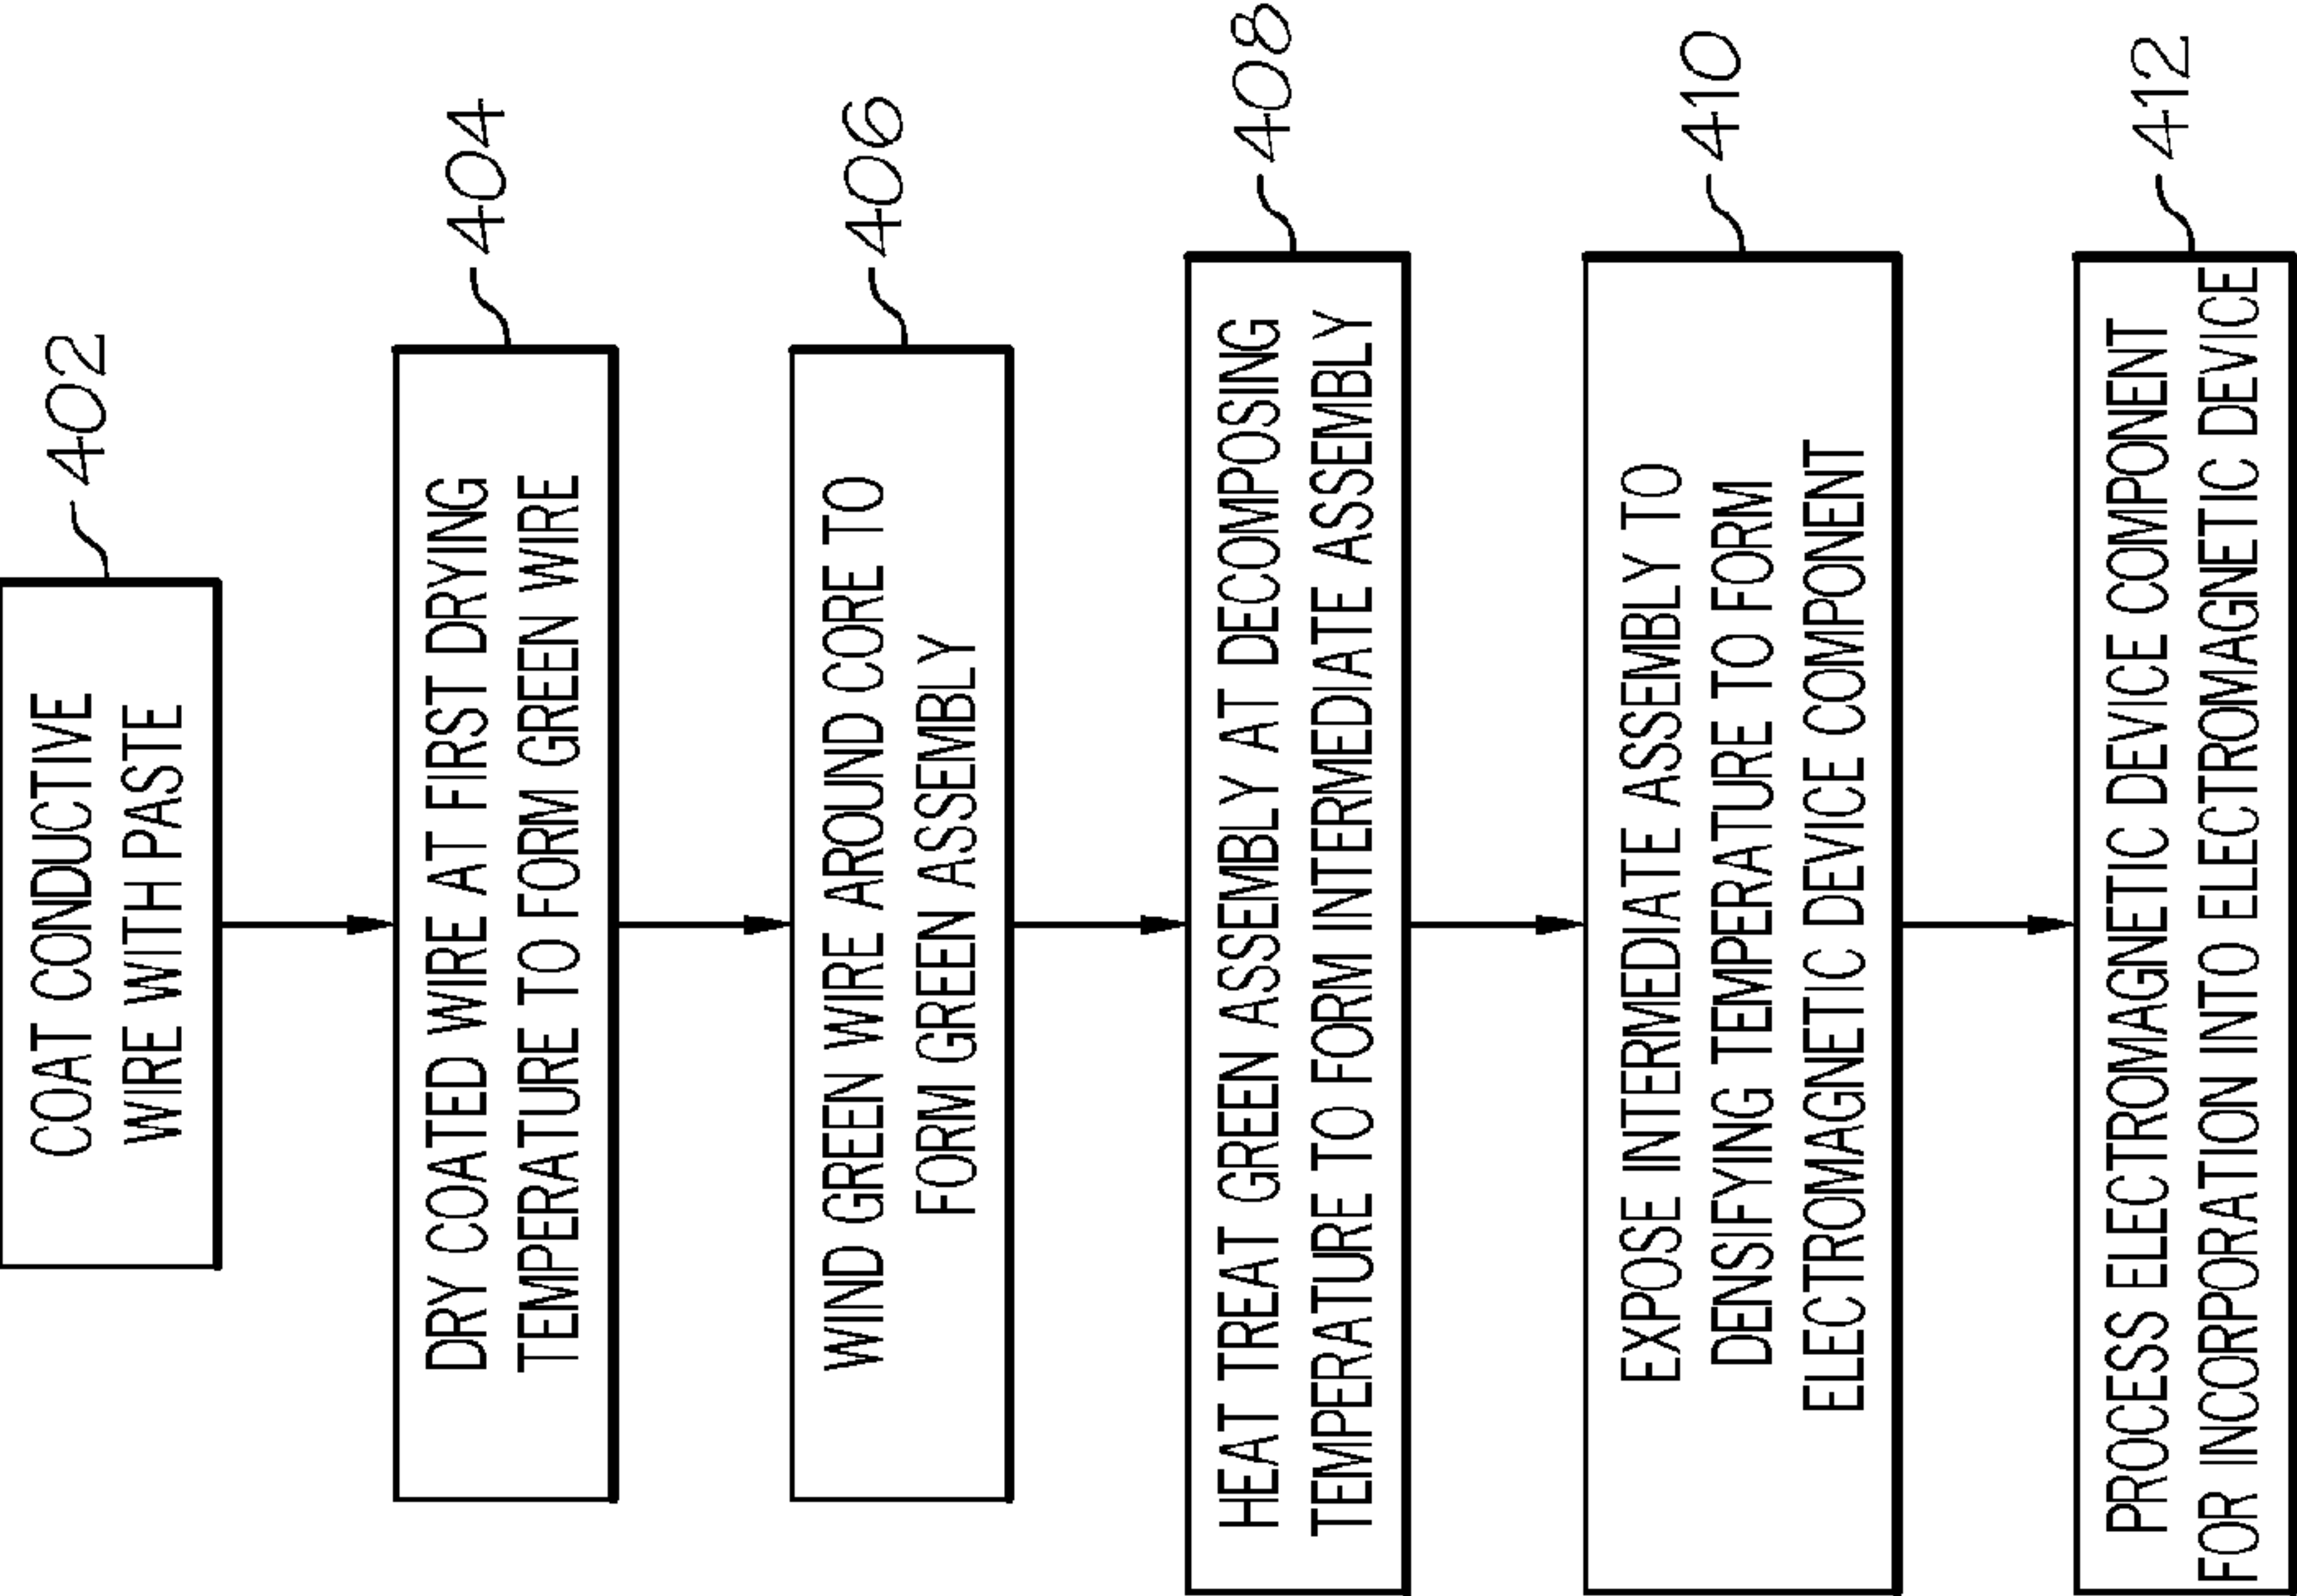 402
COAT CONDUCTIVE
WIRE WITH PASTE
404
DRY COATED WIRE AT FIRST DRYING
TEMPERATURE TO FORM GREEN WIRE
406
WIND GREEN WIRE AROUND CORE TO
FORM GREEN ASSEMBLY
408
HEAT TREAT GREEN ASSEMBLY AT DECOMPOSING
TEMPERATURE TO FORM INTERMEDIATE ASSEMBLY
410
EXPOSE INTERMEDIATE ASSEMBLY TO
DENSIFYING TEMPERATURE TO FORM
ELECTROMAGNETIC DEVICE COMPONENT
412
PROCESS ELECTROMAGNETIC DEVICE COMPONENT
FOR INCORPORATION INTO ELECTROMAGNETIC DEVICE